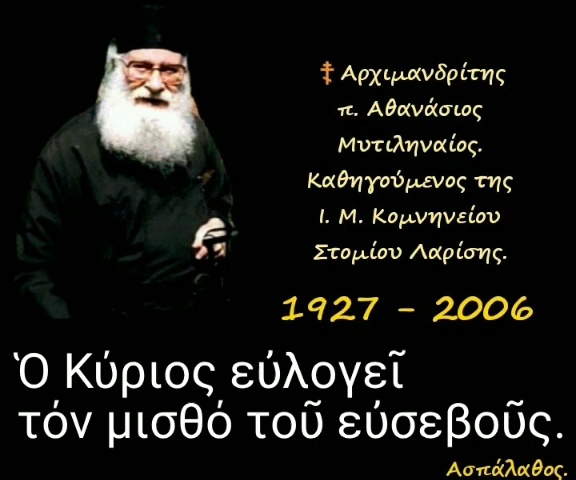 ☦ Αρχιμανδρίτης
π. Αθανάσιος
Μυτιληναίος.
Καθηγούμενος της
Ι. Μ. Κομνηνείου
Στομίου Λαρίσης.
1927 - 2006
Ὁ Κύριος εὐλογεῖ
τόν μισθό τοῦ εὐσεβοῦς.
Ασπάλαθος.